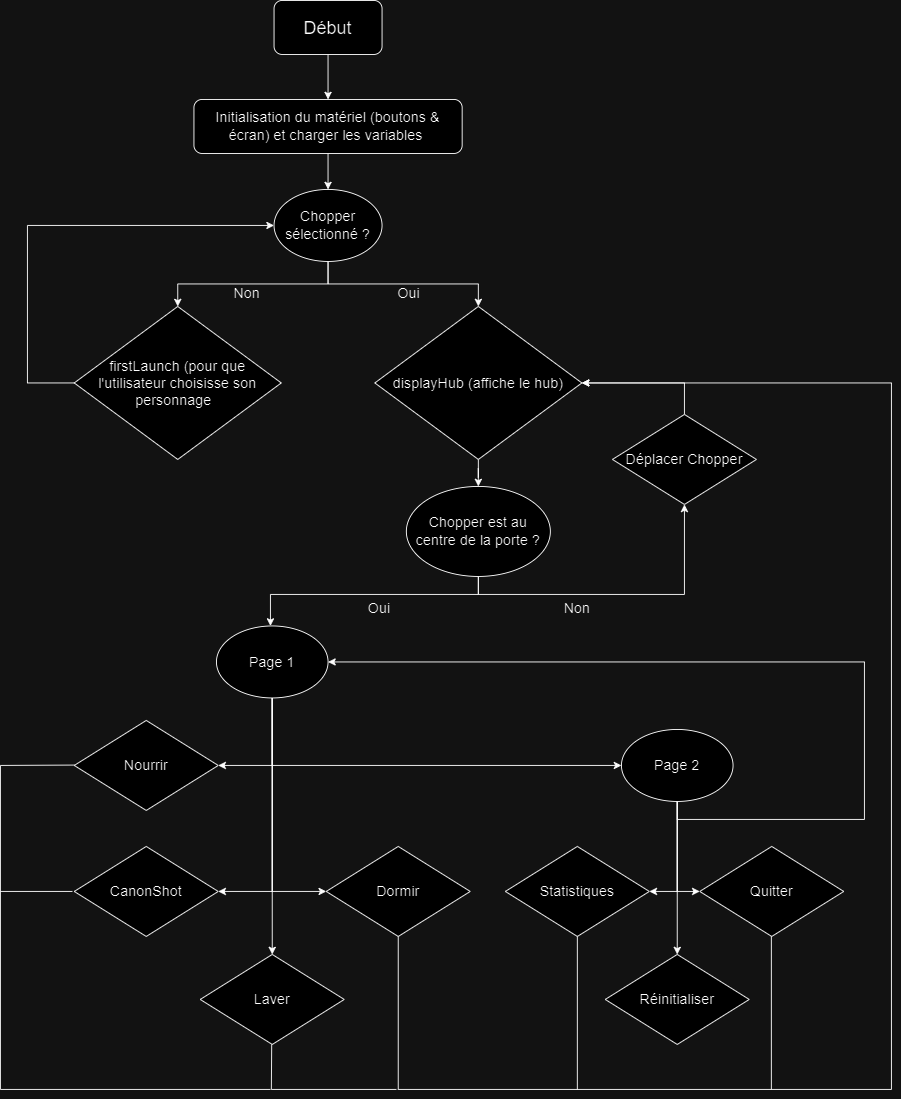 Début
Initialisation du matériel (boutons &
écran) et charger les variables
Chopper
sélectionné ?
Non
Oui
firstLaunch (pour que
l'utilisateur choisisse son
personnage
displayHub (affiche le hub)
Déplacer Chopper
Chopper est au
centre de la porte ?
Oui
Non
Page 1
Nourrir
Page 2
CanonShot
Dormir
Statistiques
Quitter
Laver
Réinitialiser